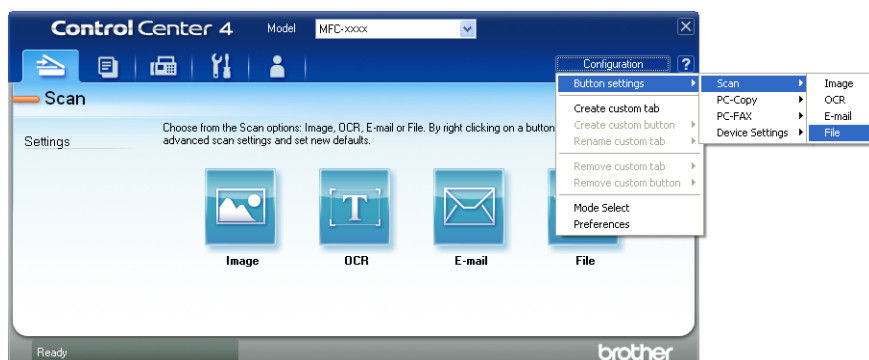 Control Center 4
Model
MFC-xxxx
Configuration
?
Scan
Settings
Choose from the Scan options: Image, OCR, E-mail or File. By right clicking on a button
advanced scan settings and set new defaults.
Image
OCR
E-mail
File
Button settings
Create custom tab
Create custom button
Rename custom tab
Remove custom tab
Remove custom button
Mode Select
Preferences
Scan
PC-Copy
PC-FAX
Device Settings
Image
OCR
E-mail
File
Ready
brother